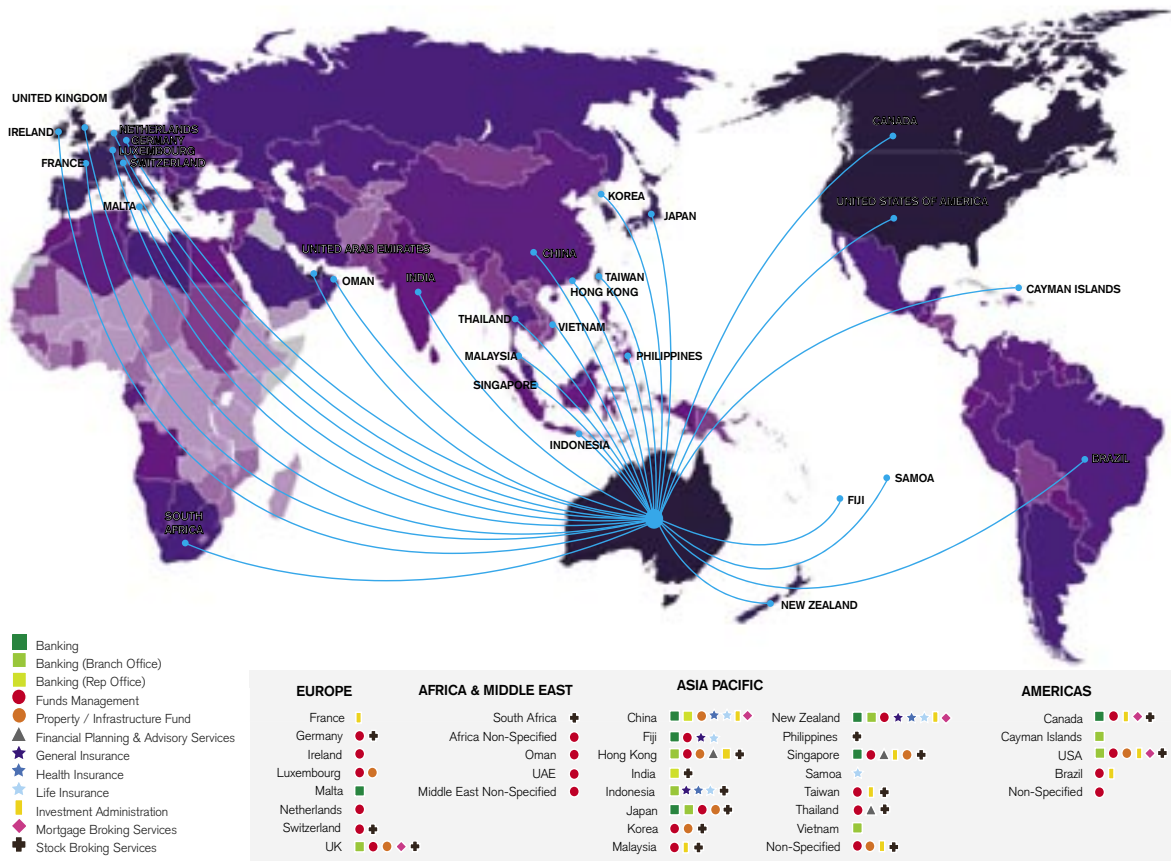 UNITED KINGDOM
IRELAND
NETHERLANDS
GERMANY
LUXEMBOURG
FRANCE
SWITZERLAND
MALTA
UNITED ARAB EMIRATES
OMAN
INDIA
CHINA
KOREA
JAPAN
TAIWAN
HONG KONG
THAILAND
VIETNAM
MALAYSIA
PHILIPPINES
SINGAPORE
INDONESIA
SOUTH
AFRICA
CANADA
UNITED STATES OF AMERICA
CAYMAN ISLANDS
BRAZIL
SAMOA
FIJI
NEW ZEALAND
Banking
Banking (Branch Office)
Banking (Rep Office)
Funds Management
Property / Infrastructure Fund
Financial Planning & Advisory Services
General Insurance
Health Insurance
Life Insurance
Investment Administration
Mortgage Broking Services
Stock Broking Services
EUROPE
France
Germany
Ireland
Luxembourg
Malta
Netherlands
Switzerland
UK
AFRICA & MIDDLE EAST
South Africa
Africa Non-Specified
Oman
UAE
Middle East Non-Specified
ASIA PACIFIC
China
Fiji
Hong Kong
India
Indonesia
Japan
Korea
Malaysia
New Zealand
Philippines
Singapore
Samoa
Taiwan
Thailand
Vietnam
Non-Specified
AMERICAS
Canada
Cayman Islands
USA
Brazil
Non-Specified